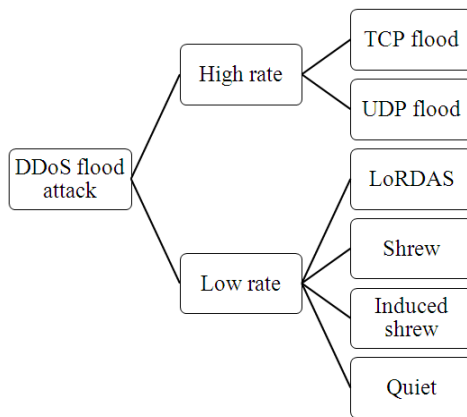 TCP flood
High rate
UDP flood
DDoS flood
attack
LoRDAS
Shrew
Low rate
Induced
shrew
Quiet